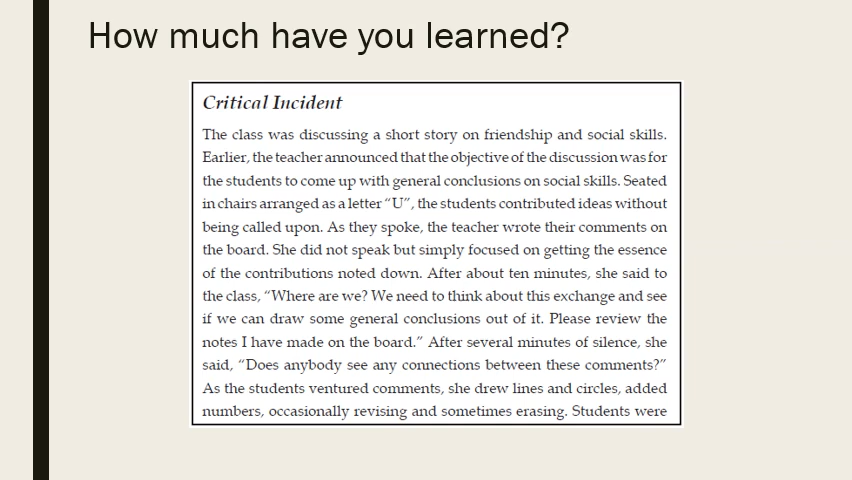 How much have you learned?
Critical Incident
The class was discussing a short story on friendship and social skills.
Earlier, the teacher announced that the objective of the discussion was for
the students to come up with general conclusions on social skills. Seated
in chairs arranged as a letter “U”, the students contributed ideas without
being called upon. As they spoke, the teacher wrote their comments on
the board. She did not speak but simply focused on getting the essence
of the contributions noted down. After about ten minutes, she said to
the class, “Where are we? We need to think about this exchange and see
if we can draw some general conclusions out of it. Please review the
notes I have made on the board.” After several minutes of silence, she
said, “Does anybody see any connections between these comments?”
As the students ventured comments, she drew lines and circles, added
numbers, occasionally revising and sometimes erasing. Students were